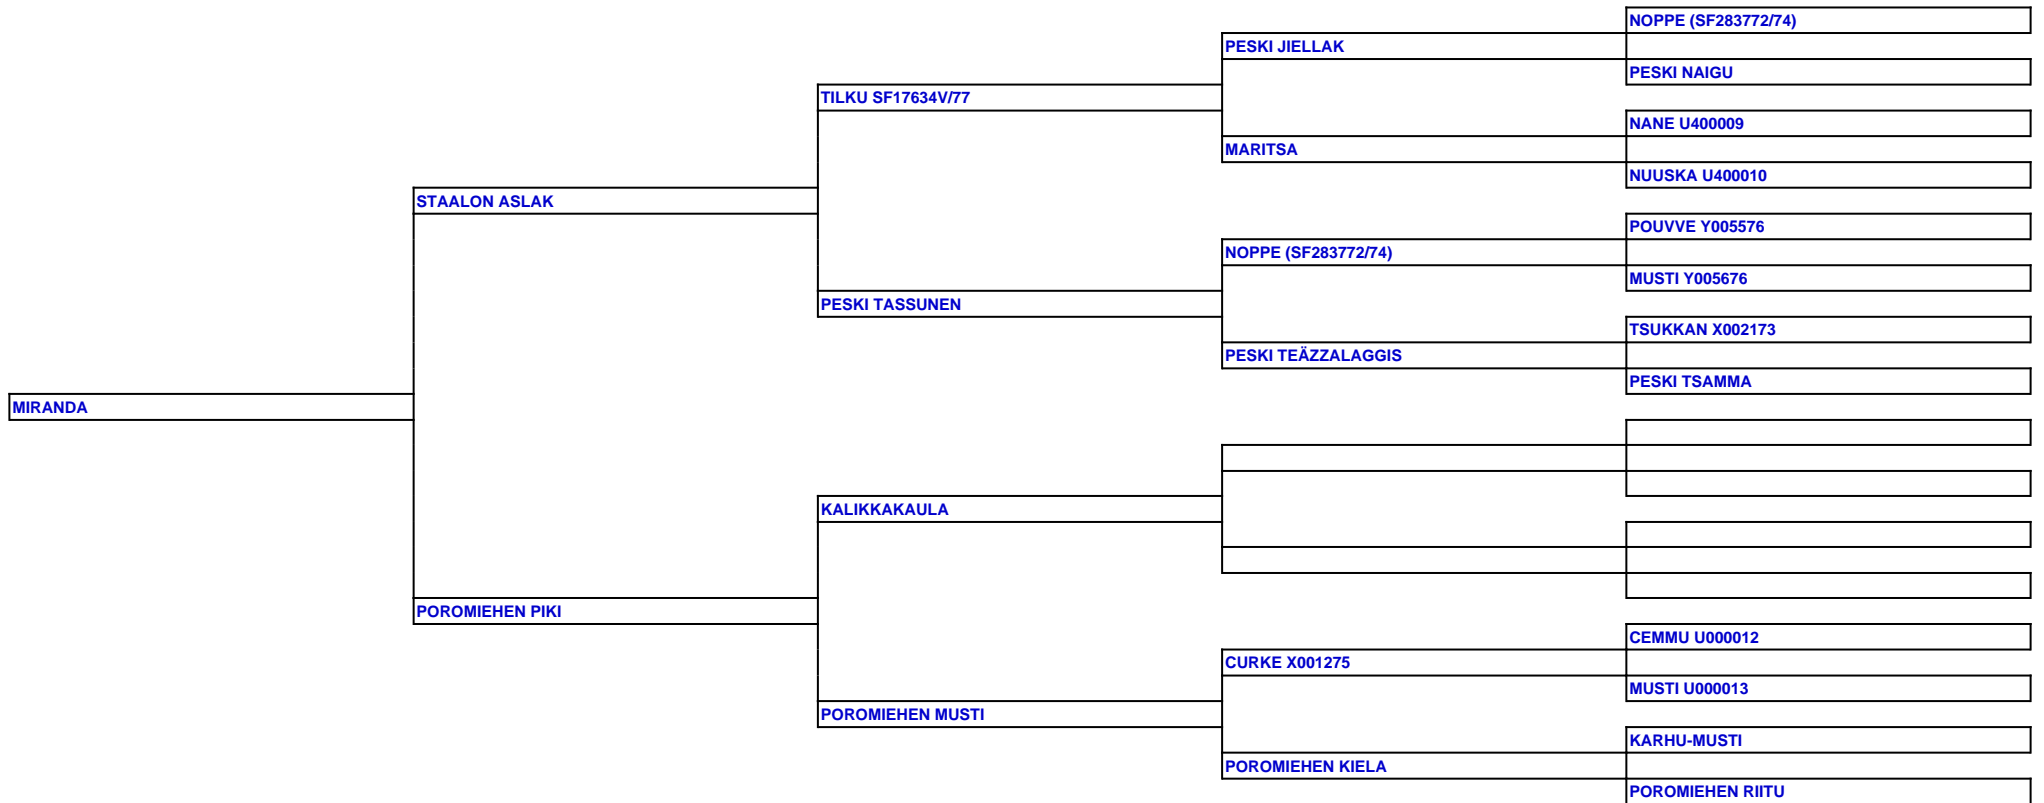 NOPPE (SF283772/74)
PESKI JIELLAK
PESKI NAIGU
TILKU SF17634V/77
NANE U400009
MARITSA
NUUSKA U400010
STAALON ASLAK
POUVVE Y005576
NOPPE (SF283772/74)
MUSTI Y005676
PESKI TASSUNEN
TSUKKAN X002173
PESKI TEÄZZALAGGIS
PESKI TSAMMA
MIRANDA
KALIKKAKAULA
POROMIEHEN PIKI
CEMMU U000012
CURKE X001275
MUSTI U000013
POROMIEHEN MUSTI
KARHU-MUSTI
POROMIEHEN KIELA
POROMIEHEN RIITU